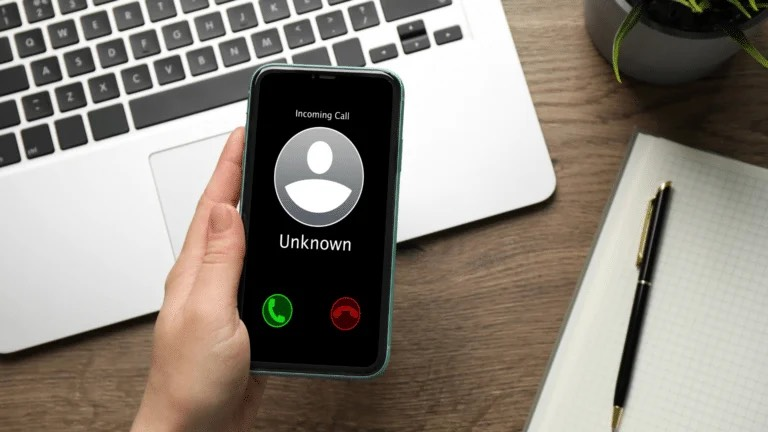 Q W E R T
A S D F G H J K
Z X C V B N M
Incoming Call
Unknown